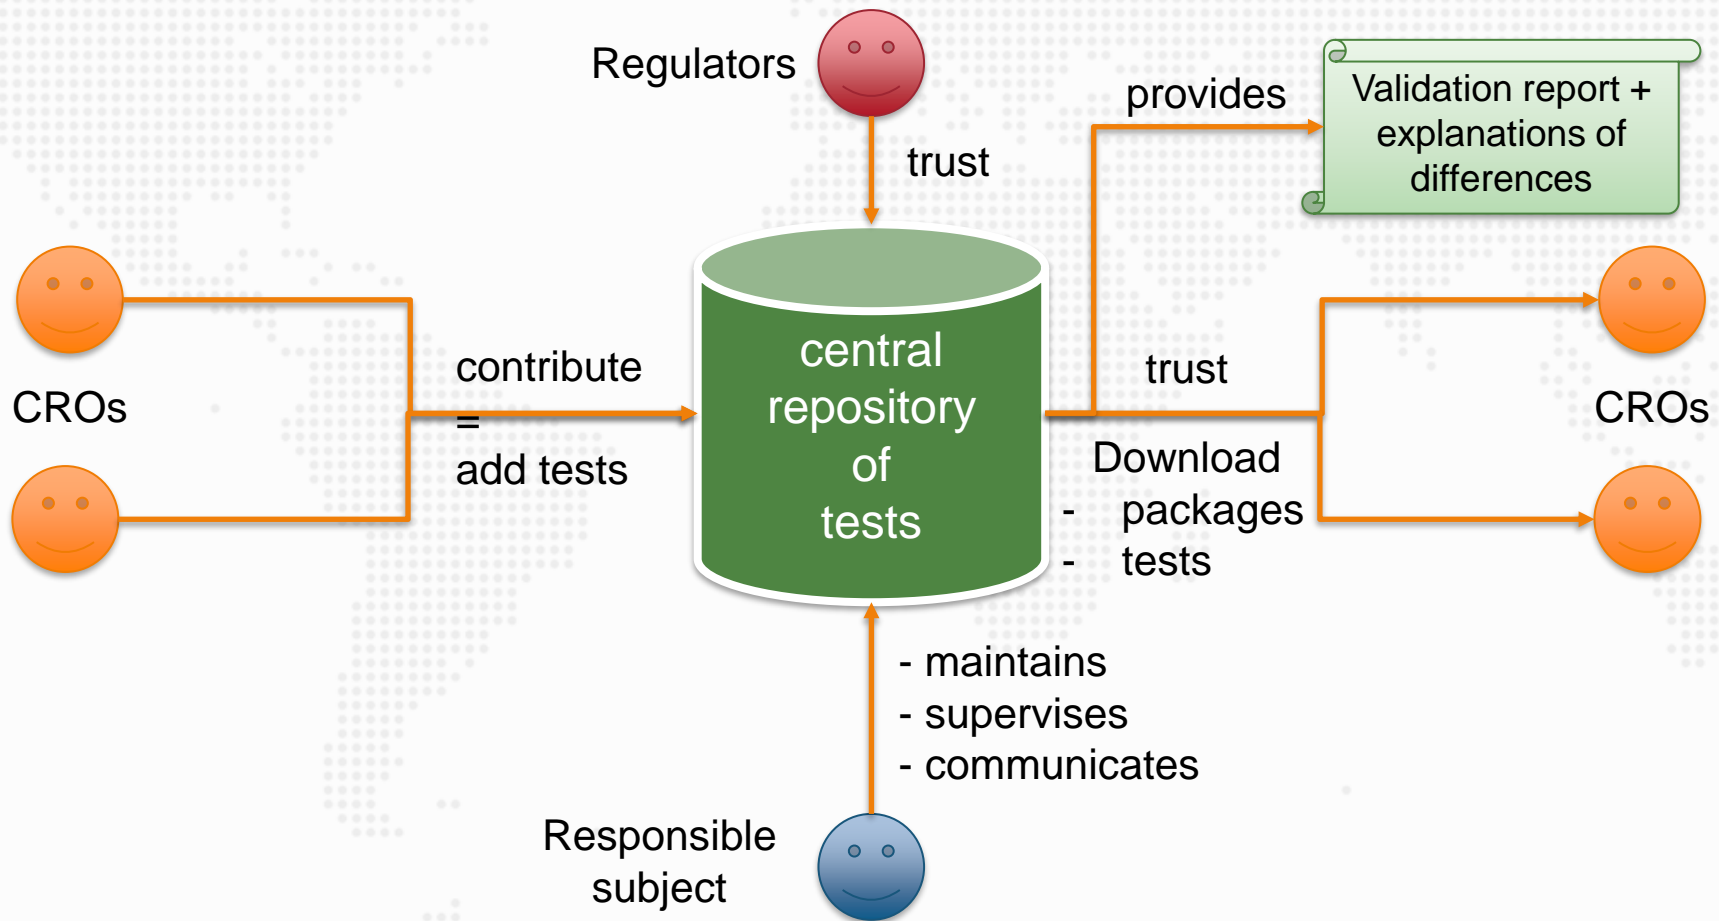 Regulators
trust
provides
Validation report +
explanations of
differences
CROs
contribute
=
add tests
central
repository
of
tests
trust
Download
- packages
- tests
CROs
- maintains
- supervises
- communicates
Responsible
subject